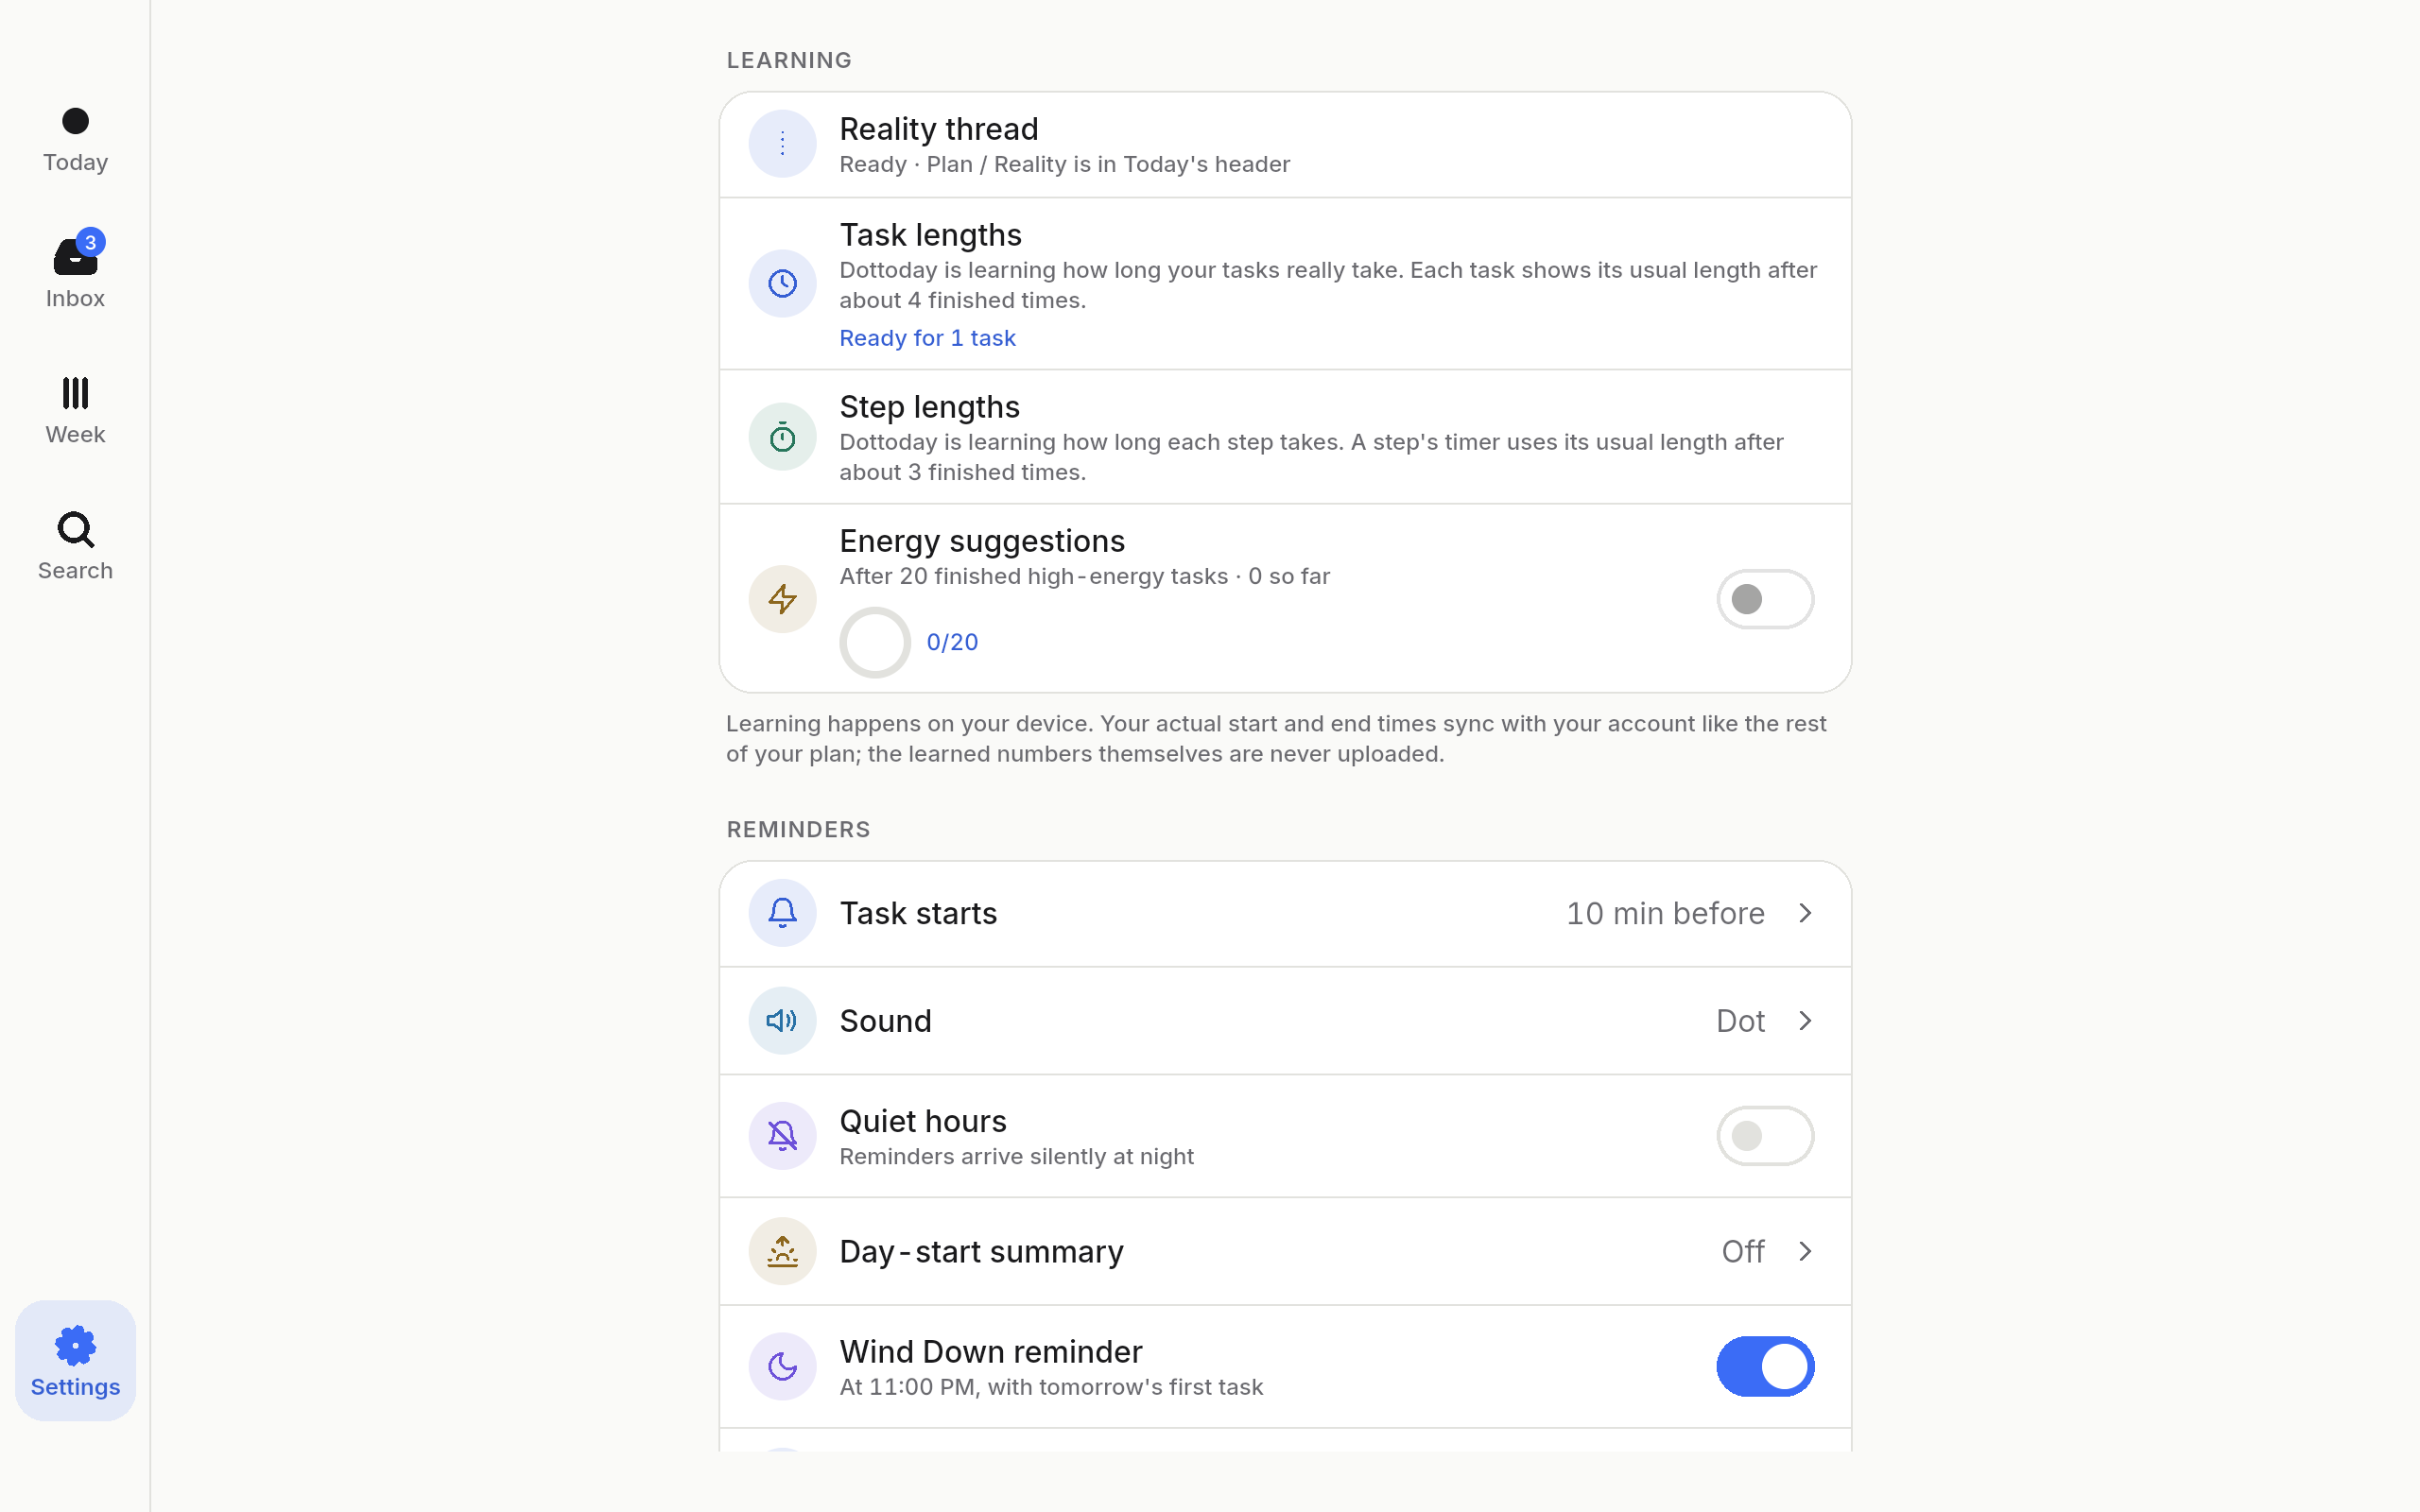 LEARNING
Reality thread
Ready · Plan / Reality is in Today's header
Task lengths
Dottoday is learning how long your tasks really take. Each task shows its usual length after
about 4 finished times.
Ready for 1 task
Step lengths
Dottoday is learning how long each step takes. A step's timer uses its usual length after
about 3 finished times.
Energy suggestions
After 20 finished high-energy tasks · 0 so far
0/20
Learning happens on your device. Your actual start and end times sync with your account like the rest
of your plan; the learned numbers themselves are never uploaded.
REMINDERS
Task starts
10 min before
Sound
Dot
Quiet hours
Reminders arrive silently at night
Day-start summary
Off
Wind Down reminder
At 11:00 PM, with tomorrow's first task
Today
3
Inbox
Week
Search
Settings